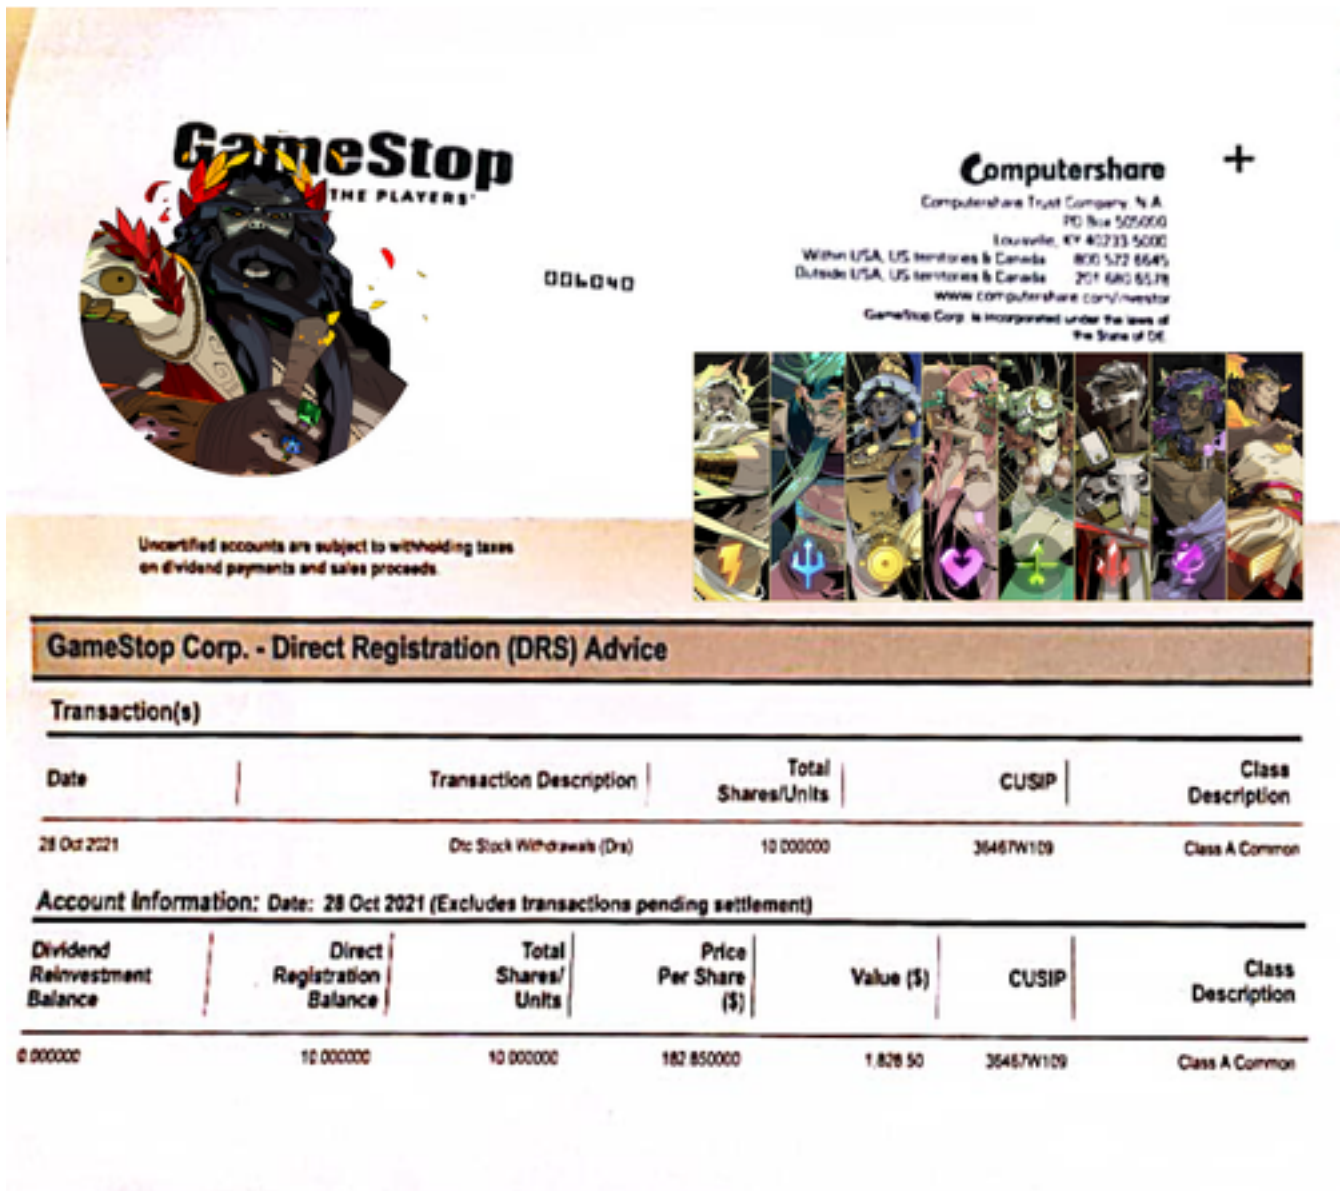 GameStop
THE PLAYERS
Computershare
+
Computershare Trust Company, N.A.
PO Box 505000
Louisville, KY 40233-5000
Within USA, US territories & Canada 800 522 6645
Outside USA, US territories & Canada 201 680 6578
www.computershare.com/investor
GameStop Corp. is incorporated under the laws of
the State of DE.
006040
Uncertified accounts are subject to withholding taxes
on dividend payments and sales proceeds.
GameStop Corp. - Direct Registration (DRS) Advice
Transaction(s)
Date Transaction Description Total Shares/Units CUSIP Class Description
28 Oct 2021 Dtc Stock Withdrawals (Drs) 10.000000 36467W109 Class A Common
Account Information: Date: 28 Oct 2021 (Excludes transactions pending settlement)
Dividend Reinvestment Balance Direct Registration Balance Total Shares/ Units Price Per Share ($) Value ($) CUSIP Class Description
0.000000 10.000000 10.000000 182.850000 1,828.50 36467W109 Class A Common